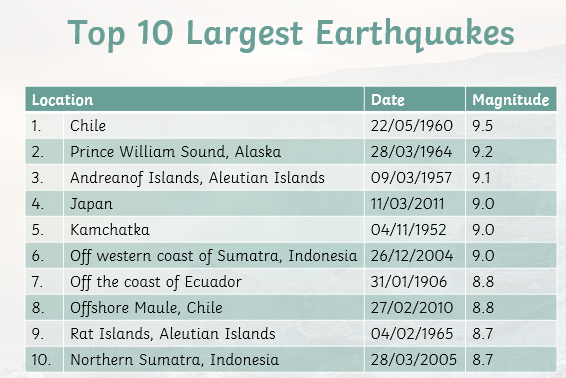 Top 10 Largest Earthquakes
Location Date Magnitude
1. Chile 22/05/1960 9.5
2. Prince William Sound, Alaska 28/03/1964 9.2
3. Andreanof Islands, Aleutian Islands 09/03/1957 9.1
4. Japan 11/03/2011 9.0
5. Kamchatka 04/11/1952 9.0
6. Off western coast of Sumatra, Indonesia 26/12/2004 9.0
7. Off the coast of Ecuador 31/01/1906 8.8
8. Offshore Maule, Chile 27/02/2010 8.8
9. Rat Islands, Aleutian Islands 04/02/1965 8.7
10. Northern Sumatra, Indonesia 28/03/2005 8.7